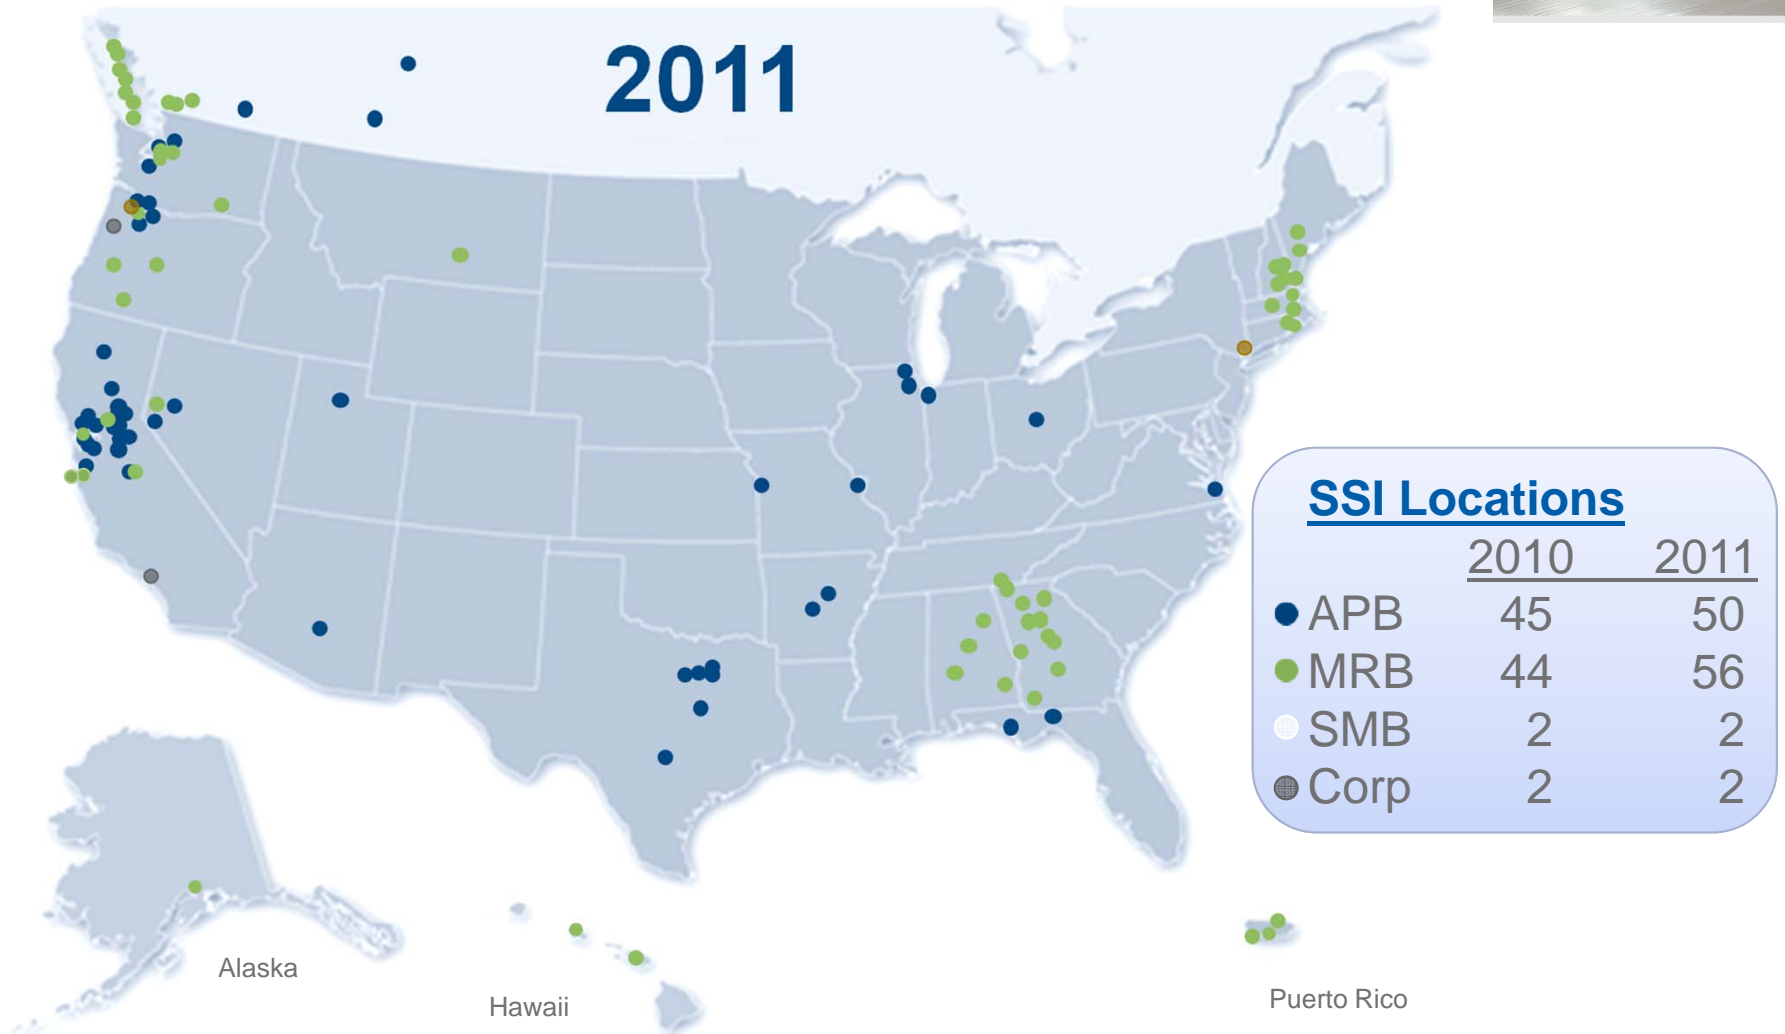 2011
SSI Locations
2010 2011
APB 45 50
MRB 44 56
SMB 2 2
Corp 2 2
Alaska
Hawaii
Puerto Rico